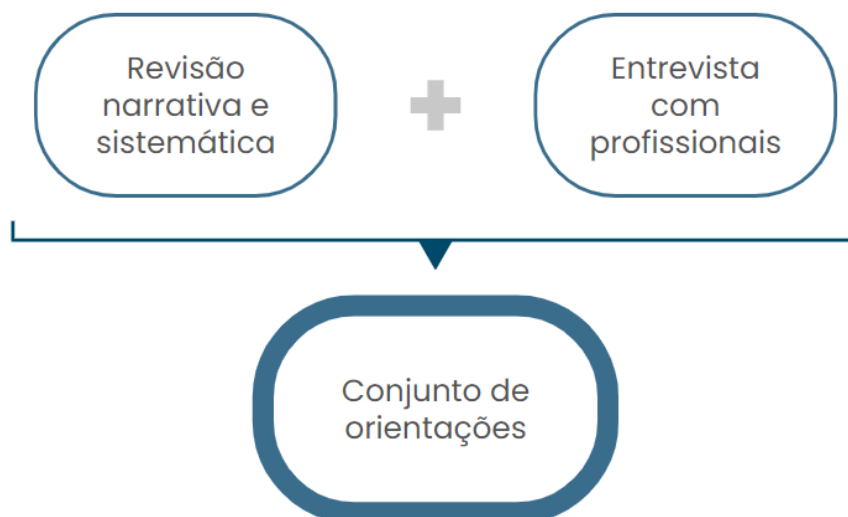 Revisão
narrativa e
sistemática
Entrevista
com
profissionais
Conjunto de
orientações